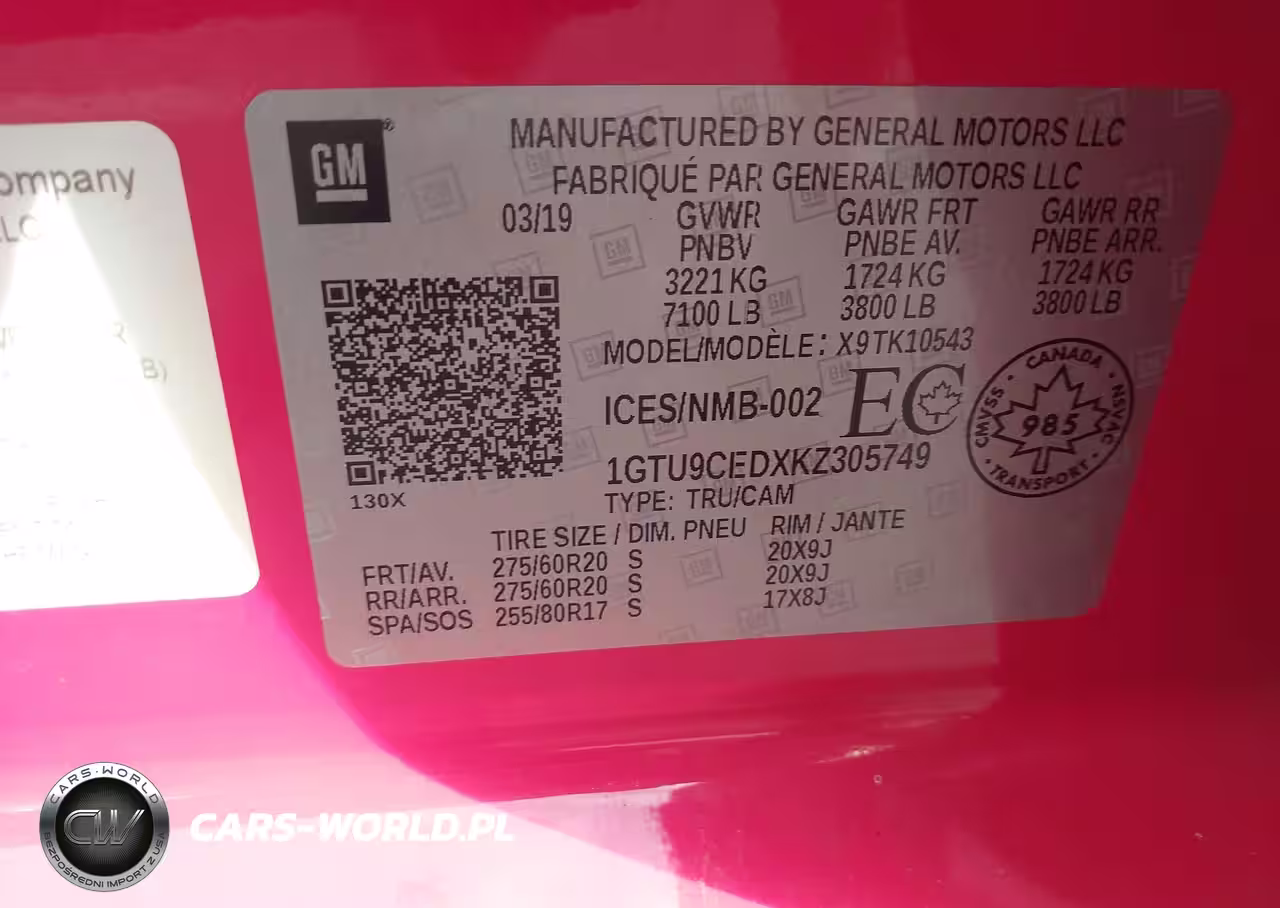 ompany
LLC
R
B)
GM
®
MANUFACTURED BY GENERAL MOTORS LLC
FABRIQUÉ PAR GENERAL MOTORS LLC
03/19 GVWR GAWR FRT GAWR RR
PNBV PNBE AV. PNBE ARR.
3221 KG 1724 KG 1724 KG
7100 LB 3800 LB 3800 LB
MODEL/MODÈLE: X9TK10543
ICES/NMB-002 EC
CANADA
CMVSS · NSVAC
985
TRANSPORT
1GTU9CEDXKZ305749
130X
TYPE: TRU/CAM
TIRE SIZE / DIM. PNEU RIM / JANTE
FRT/AV. 275/60R20 S 20X9J
RR/ARR. 275/60R20 S 20X9J
SPA/SOS 255/80R17 S 17X8J
CARS-WORLD
CW
BEZPOŚREDNI IMPORT Z USA
CARS-WORLD.PL